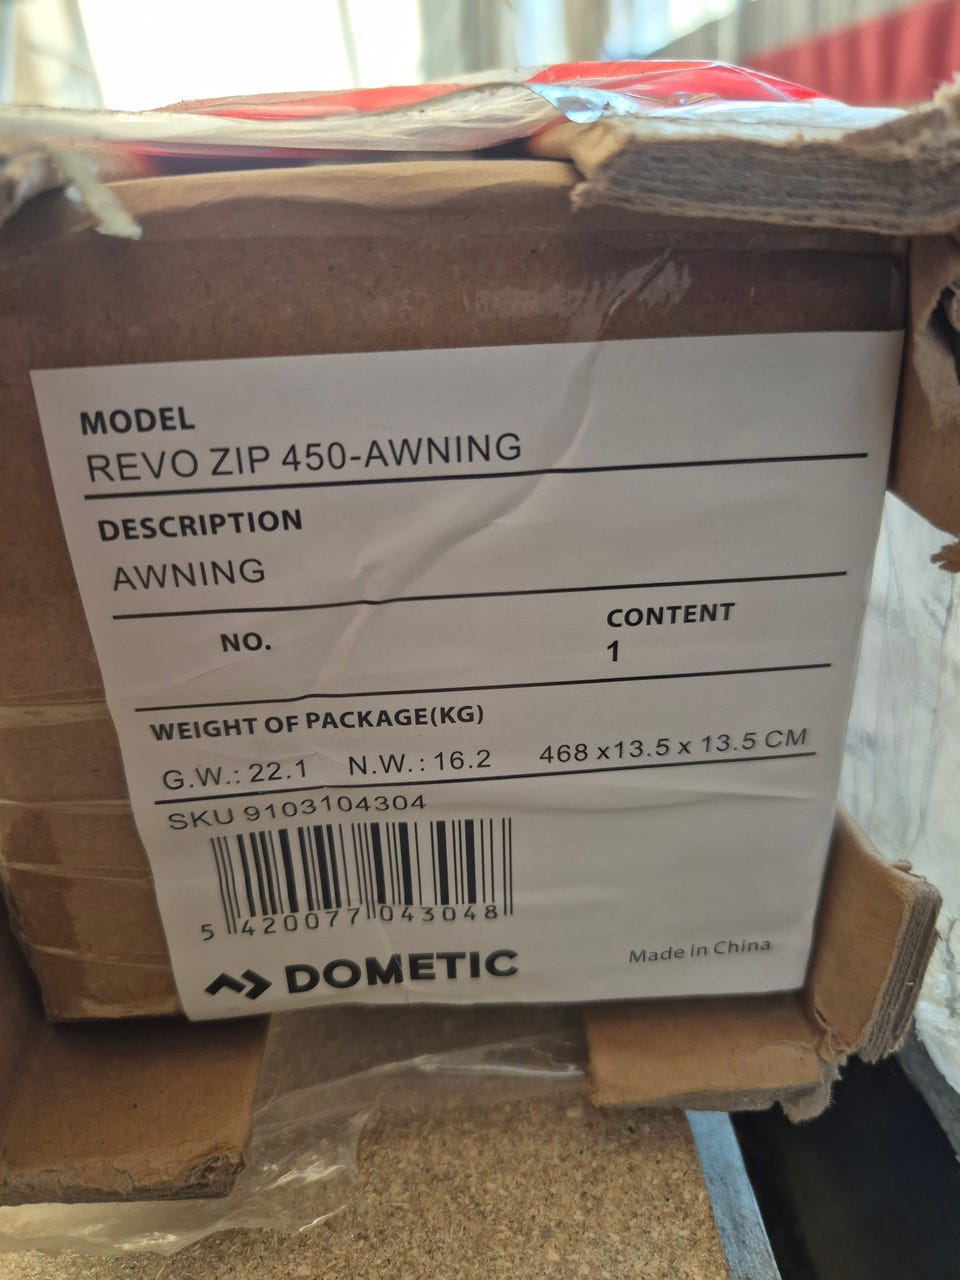 MODEL
REVO ZIP 450-AWNING
DESCRIPTION
AWNING
NO.
CONTENT
1
WEIGHT OF PACKAGE(KG)
G.W.: 22.1 N.W.: 16.2 468 x13.5 x 13.5 CM
SKU 9103104304
5 420077 043048
DOMETIC
Made in China